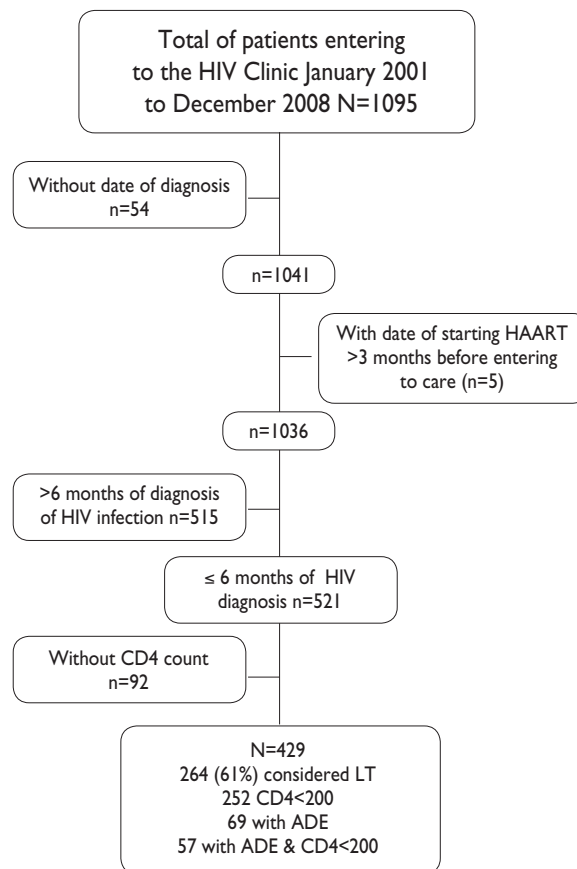 Total of patients entering
to the HIV Clinic January 2001
to December 2008 N=1095
Without date of diagnosis
n=54
n=1041
With date of starting HAART
>3 months before entering
to care (n=5)
n=1036
>6 months of diagnosis
of HIV infection n=515
≤ 6 months of HIV
diagnosis n=521
Without CD4 count
n=92
N=429
264 (61%) considered LT
252 CD4<200
69 with ADE
57 with ADE & CD4<200